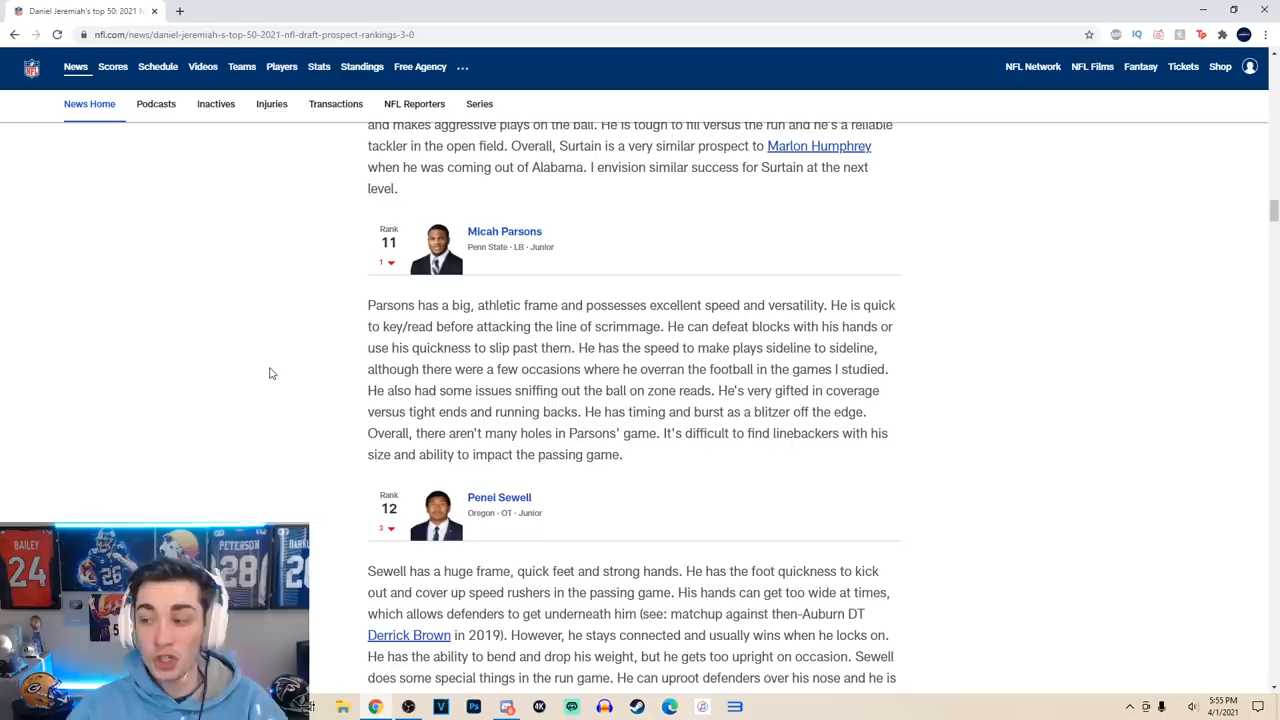 Daniel Jeremiah's top 50: 2021 N
nfl.com/news/daniel-jeremiah-s-top-50-2021-nfl-draft-prospect-rankings-3-0
ABP
IQ
Tp
NFL
News Scores Schedule Videos Teams Players Stats Standings Free Agency ...
NFL Network NFL Films Fantasy Tickets Shop
News Home Podcasts Inactives Injuries Transactions NFL Reporters Series
and makes aggressive plays on the ball. He is tough to fill versus the run and he's a reliable
tackler in the open field. Overall, Surtain is a very similar prospect to Marlon Humphrey
when he was coming out of Alabama. I envision similar success for Surtain at the next
level.
Rank
11
1
Micah Parsons
Penn State · LB · Junior
Parsons has a big, athletic frame and possesses excellent speed and versatility. He is quick
to key/read before attacking the line of scrimmage. He can defeat blocks with his hands or
use his quickness to slip past them. He has the speed to make plays sideline to sideline,
although there were a few occasions where he overran the football in the games I studied.
He also had some issues sniffing out the ball on zone reads. He's very gifted in coverage
versus tight ends and running backs. He has timing and burst as a blitzer off the edge.
Overall, there aren't many holes in Parsons' game. It's difficult to find linebackers with his
size and ability to impact the passing game.
Rank
12
3
Penei Sewell
Oregon · OT · Junior
Sewell has a huge frame, quick feet and strong hands. He has the foot quickness to kick
out and cover up speed rushers in the passing game. His hands can get too wide at times,
which allows defenders to get underneath him (see: matchup against then-Auburn DT
Derrick Brown in 2019). However, he stays connected and usually wins when he locks on.
He has the ability to bend and drop his weight, but he gets too upright on occasion. Sewell
does some special things in the run game. He can uproot defenders over his nose and he is
BAILEY
24
26
PETERSON
28
BARK
5
G
4K
5:55 PM
4/1/2021